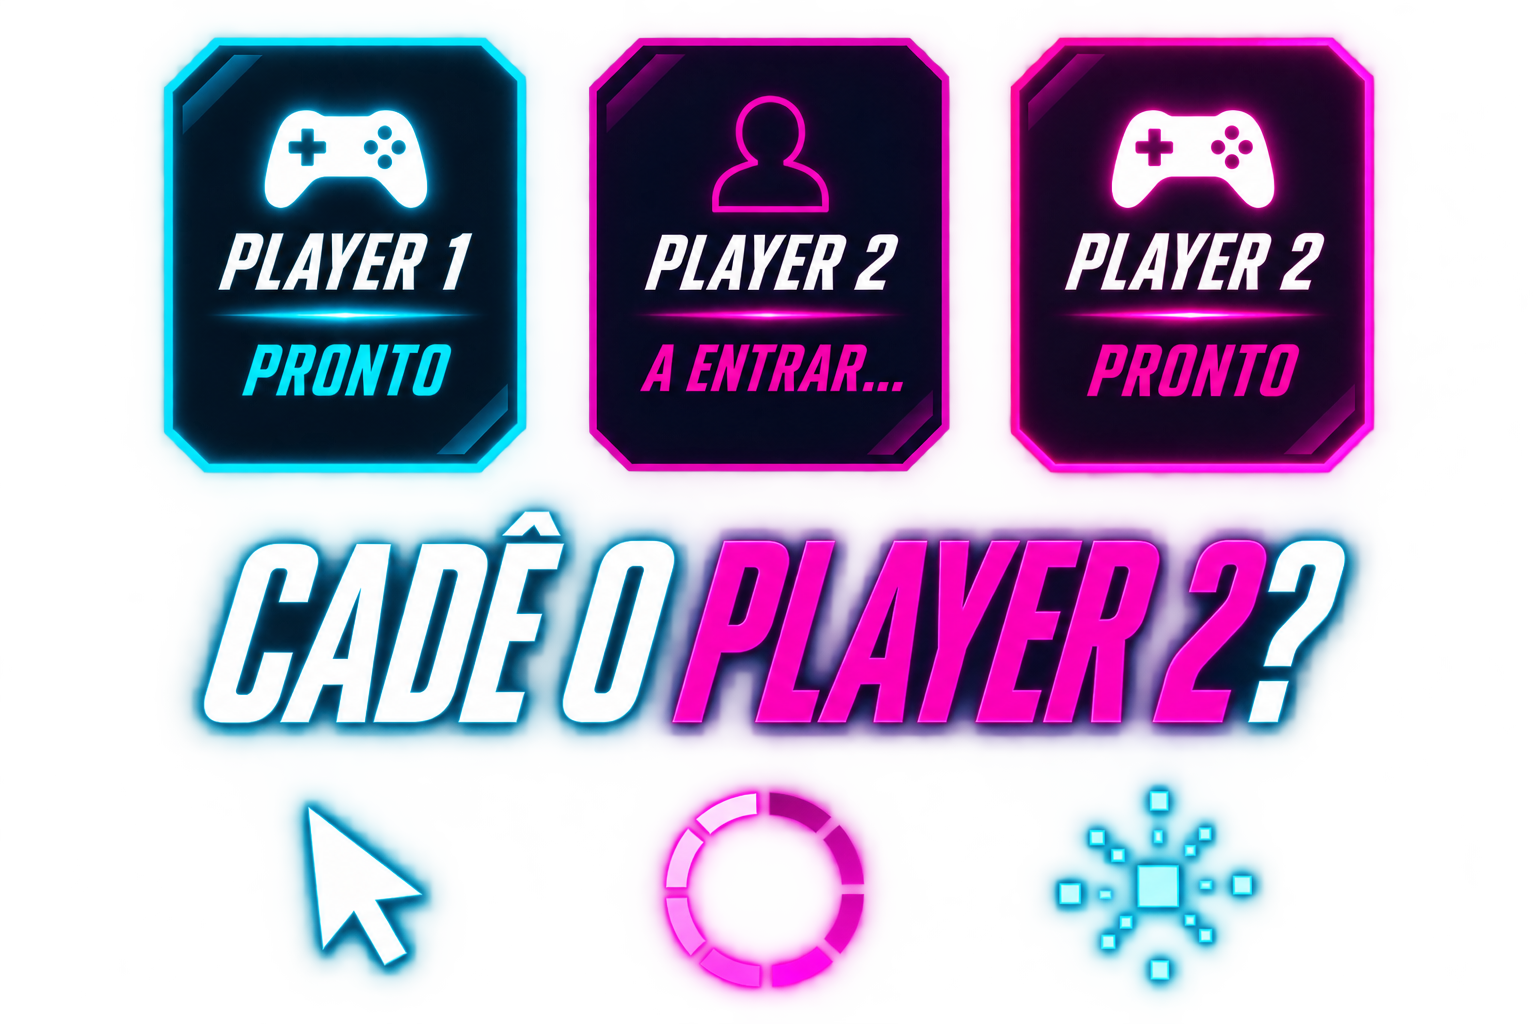 PLAYER 1
PRONTO
PLAYER 2
A ENTRAR...
PLAYER 2
PRONTO
CADÊ O PLAYER 2?